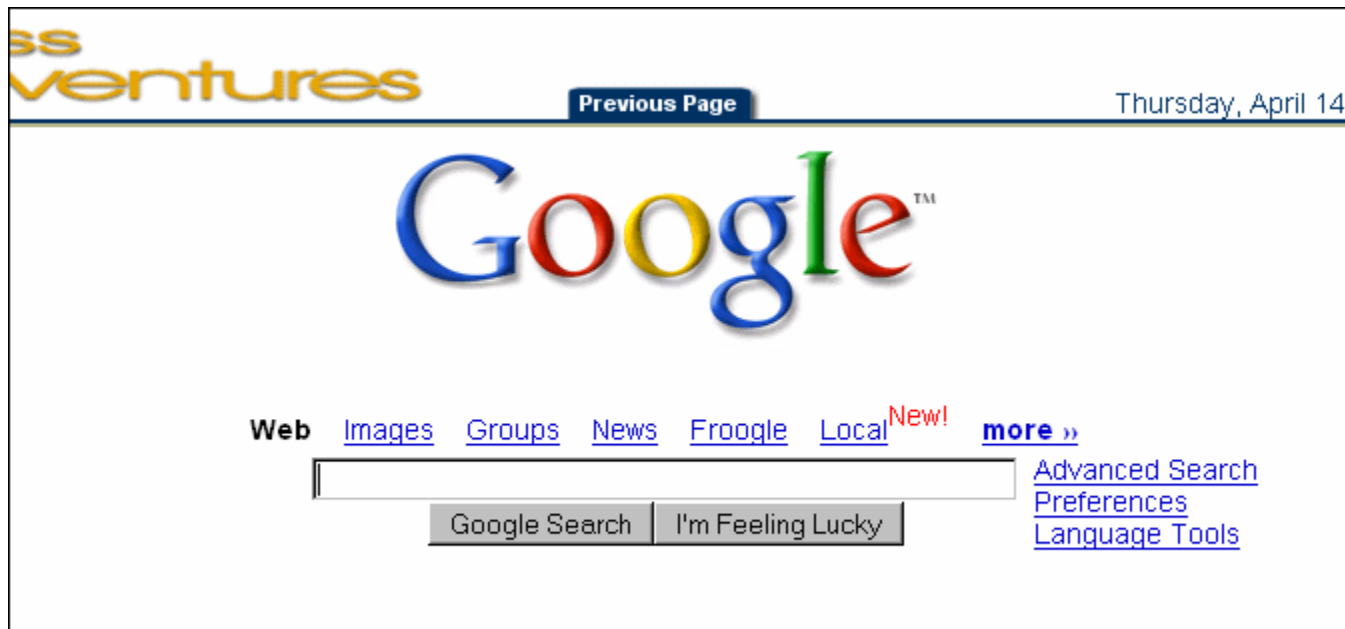 ss
ventures
Previous Page
Thursday, April 14
Google™
Web Images Groups News Froogle Local New! more »
Advanced Search
Preferences
Google Search I'm Feeling Lucky
Language Tools